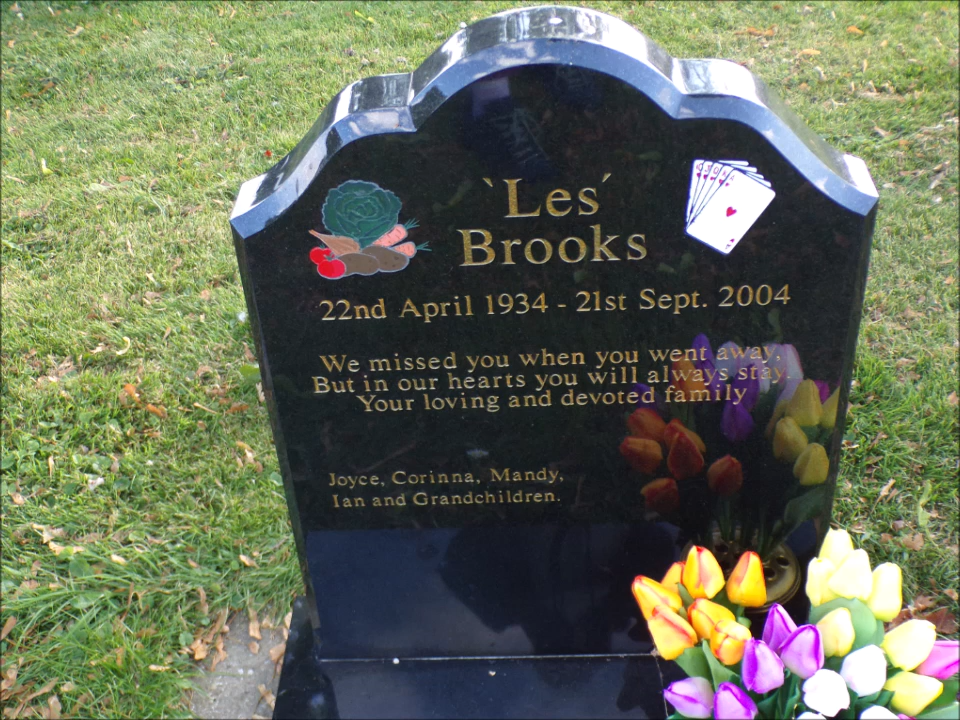 `Les´
Brooks
22nd April 1934 - 21st Sept. 2004
We missed you when you went away,
But in our hearts you will always stay.
Your loving and devoted family
Joyce, Corinna, Mandy,
Ian and Grandchildren.